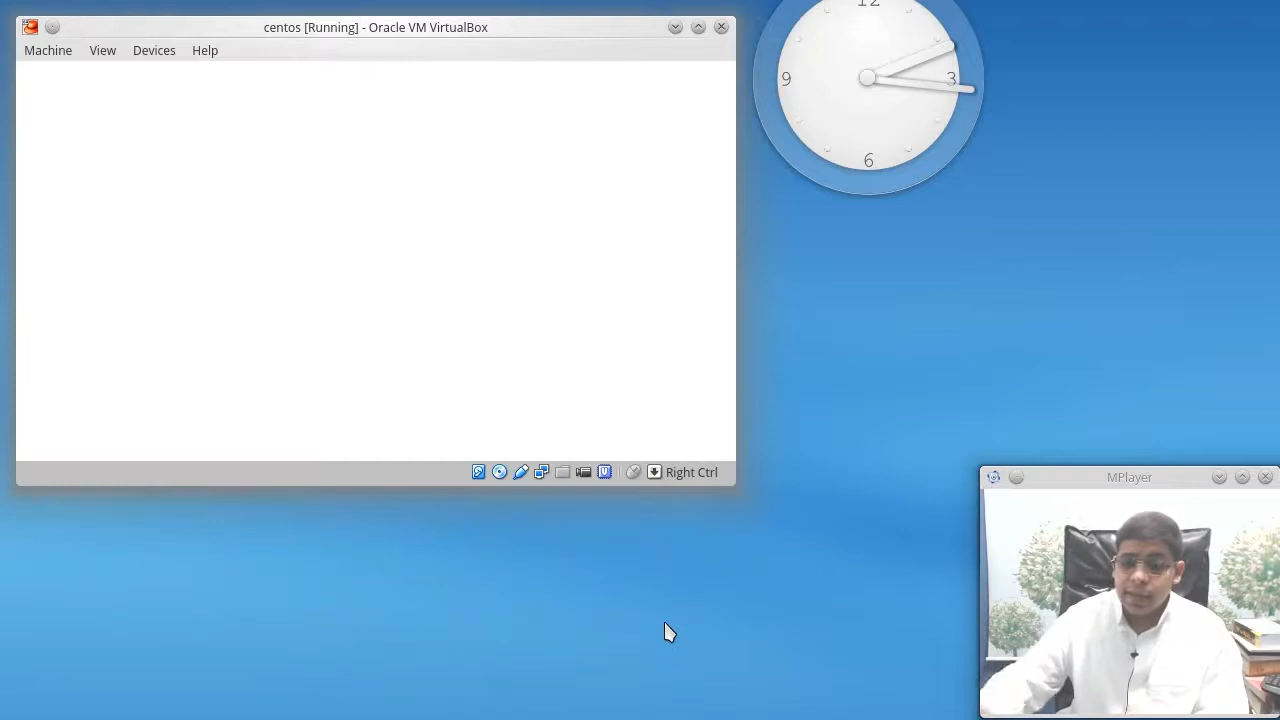 centos [Running] - Oracle VM VirtualBox
Machine View Devices Help
Right Ctrl
12
9
3
6
MPlayer